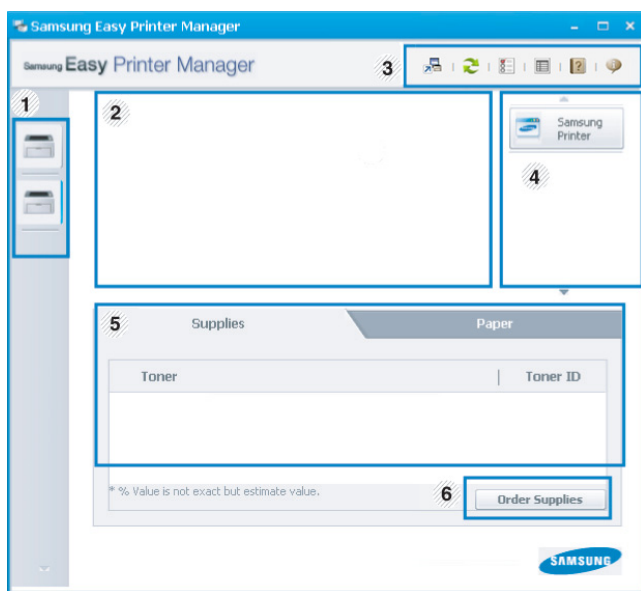 Samsung Easy Printer Manager
Samsung Easy Printer Manager
3
1
2
Samsung
Printer
4
5
Supplies
Paper
Toner
Toner ID
* % Value is not exact but estimate value.
6
Order Supplies
SAMSUNG